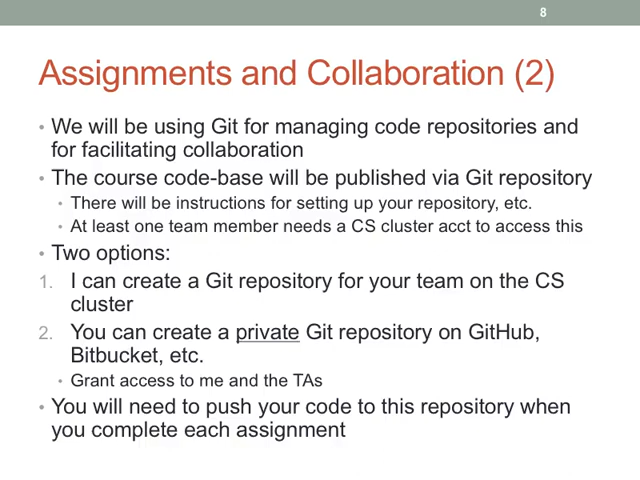 8
Assignments and Collaboration (2)
• We will be using Git for managing code repositories and
for facilitating collaboration
• The course code-base will be published via Git repository
• There will be instructions for setting up your repository, etc.
• At least one team member needs a CS cluster acct to access this
• Two options:
1. I can create a Git repository for your team on the CS
cluster
2. You can create a private Git repository on GitHub,
Bitbucket, etc.
• Grant access to me and the TAs
• You will need to push your code to this repository when
you complete each assignment